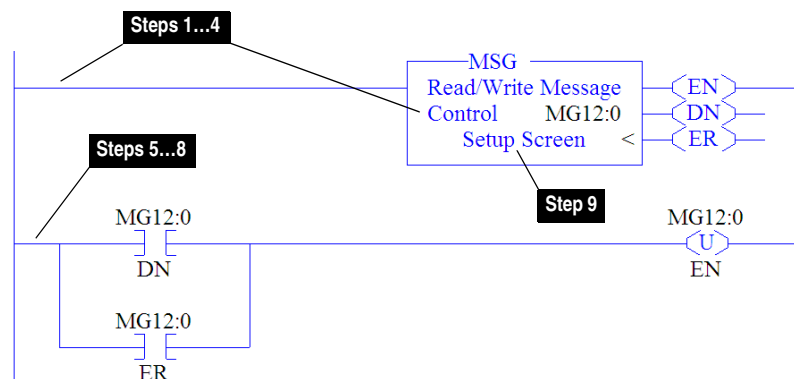 Steps 1...4
MSG
Read/Write Message
Control MG12:0
Setup Screen <
EN
DN
ER
Steps 5...8
Step 9
MG12:0
DN
MG12:0
ER
MG12:0
U
EN